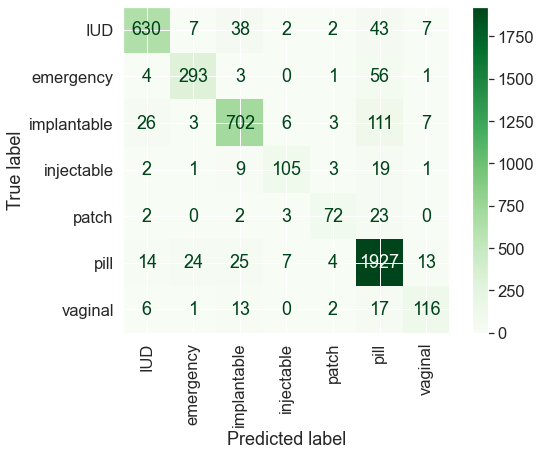 IUD 630 7 38 2 2 43 7
emergency 4 293 3 0 1 56 1
implantable 26 3 702 6 3 111 7
injectable 2 1 9 105 3 19 1
patch 2 0 2 3 72 23 0
pill 14 24 25 7 4 1927 13
vaginal 6 1 13 0 2 17 116
True label
IUD emergency implantable injectable patch pill vaginal
Predicted label
1750
1500
1250
1000
750
500
250
0